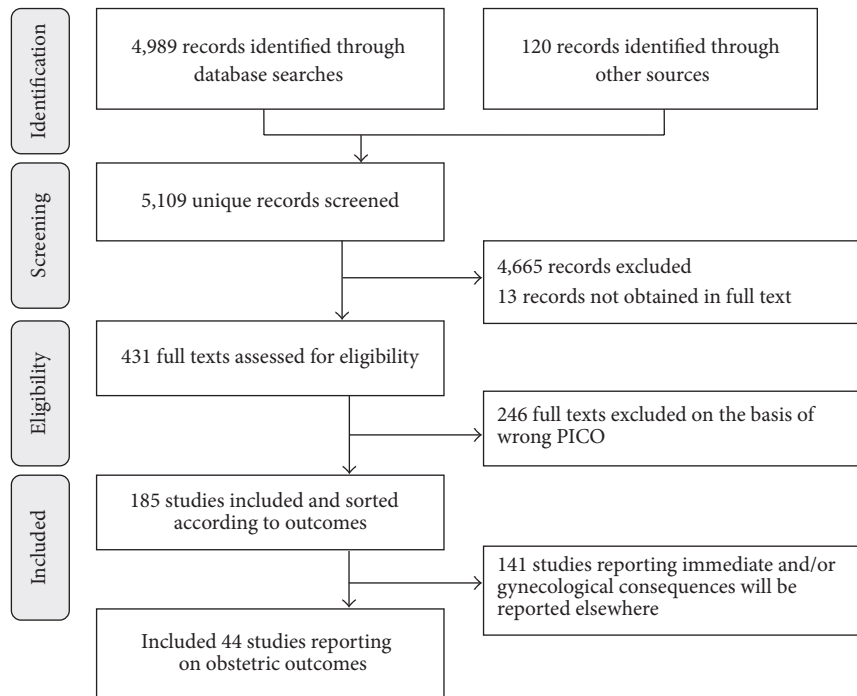 Identification
4,989 records identified through
database searches
120 records identified through
other sources
Screening
5,109 unique records screened
4,665 records excluded
13 records not obtained in full text
Eligibility
431 full texts assessed for eligibility
246 full texts excluded on the basis of
wrong PICO
Included
185 studies included and sorted
according to outcomes
141 studies reporting immediate and/or
gynecological consequences will be
reported elsewhere
Included 44 studies reporting
on obstetric outcomes